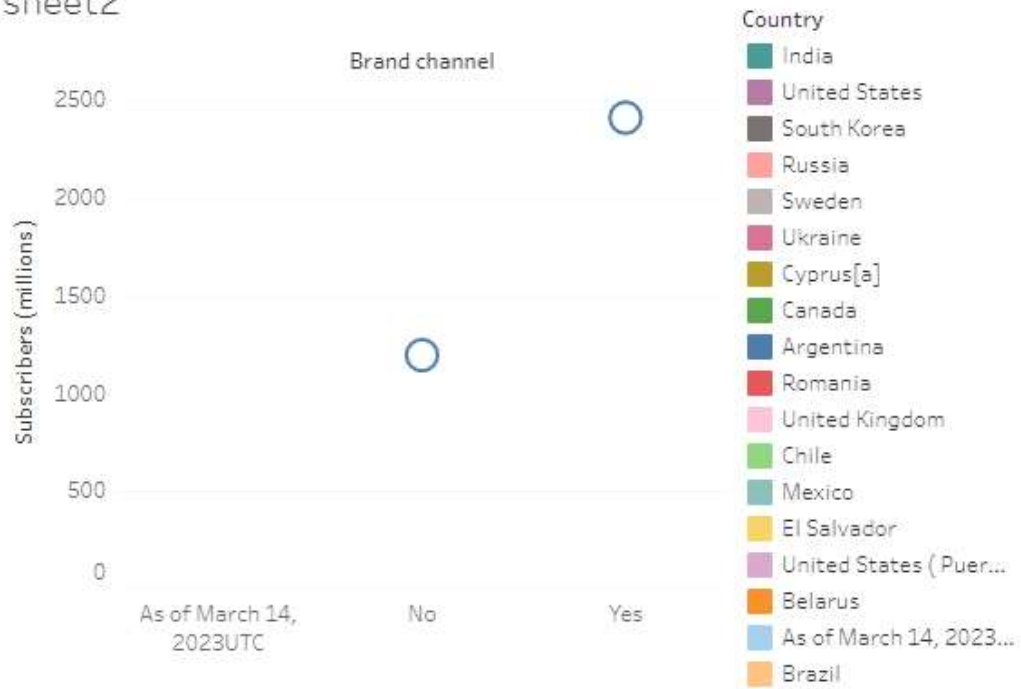 sheet2
Brand channel
2500
2000
1500
1000
500
0
Subscribers (millions)
As of March 14,
2023UTC
No
Yes
Country
India
United States
South Korea
Russia
Sweden
Ukraine
Cyprus[a]
Canada
Argentina
Romania
United Kingdom
Chile
Mexico
El Salvador
United States ( Puer...
Belarus
As of March 14, 2023...
Brazil